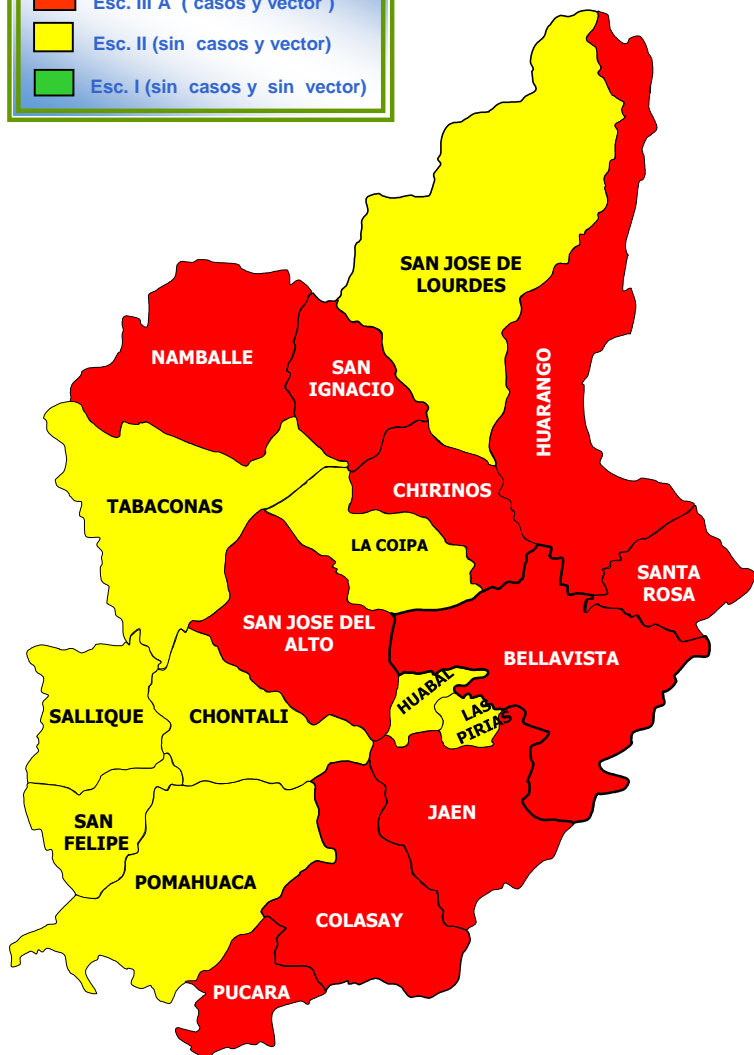 Esc. III A ( casos y vector )
Esc. II (sin casos y vector)
Esc. I (sin casos y sin vector)
SAN JOSE DE
LOURDES
NAMBALLE
SAN
IGNACIO
HUARANGO
CHIRINOS
TABACONAS
LA COIPA
SANTA
ROSA
SAN JOSE DEL
ALTO
BELLAVISTA
HUABAL
SALLIQUE
CHONTALI
LAS
PIRIAS
JAEN
SAN
FELIPE
POMAHUACA
COLASAY
PUCARA